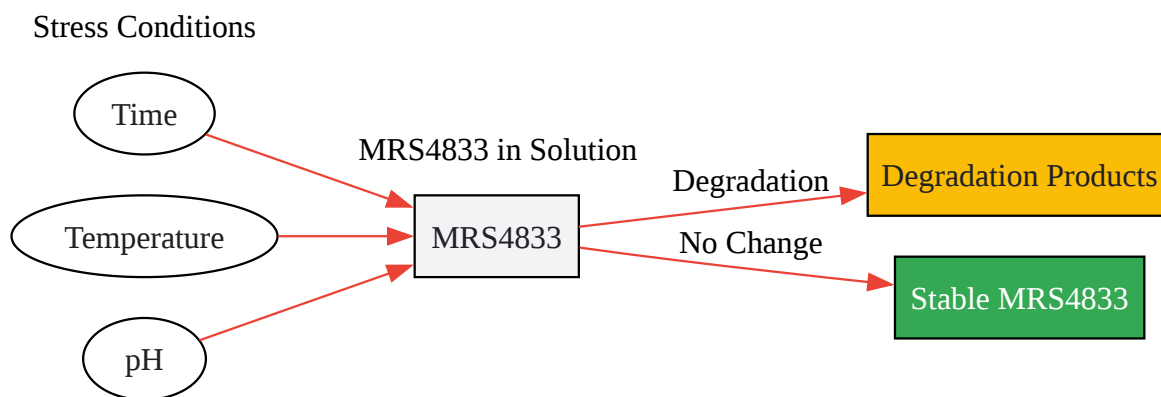 Stress Conditions
Time
Temperature
pH
MRS4833 in Solution
MRS4833
Degradation
No Change
Degradation Products
Stable MRS4833